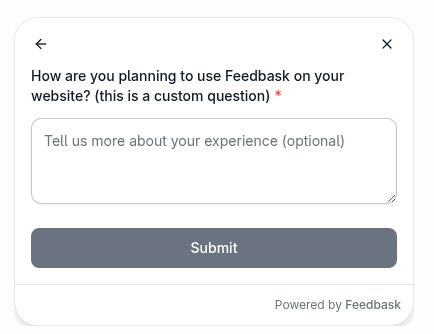 How are you planning to use Feedbask on your
website? (this is a custom question) *
Tell us more about your experience (optional)
Submit
Powered by Feedbask